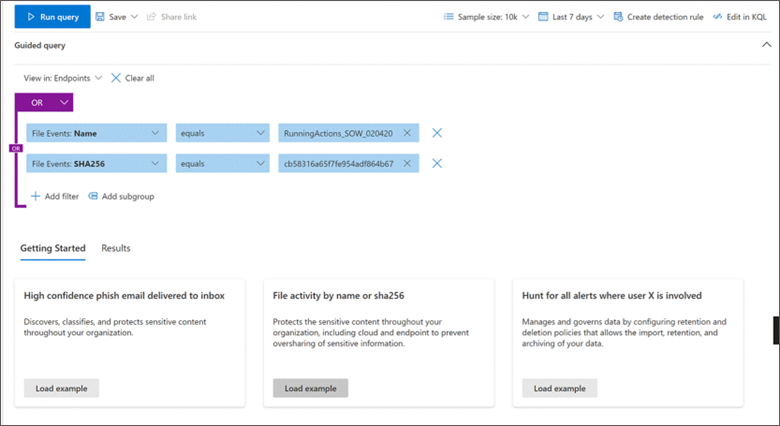 Run query Save Share link Sample size: 10k Last 7 days Create detection rule Edit in KQL
Guided query
View in: Endpoints Clear all
OR
File Events: Name equals RunningActions_SOW_020420
OR
File Events: SHA256 equals cb58316a65f7fe954adf864b67
Add filter Add subgroup
Getting Started Results
High confidence phish email delivered to inbox
Discovers, classifies, and protects sensitive content
throughout your organization.
Load example
File activity by name or sha256
Protects the sensitive content throughout your
organization, including cloud and endpoint to prevent
oversharing of sensitive information.
Load example
Hunt for all alerts where user X is involved
Manages and governs data by configuring retention and
deletion policies that allows the import, retention, and
archiving of your data.
Load example